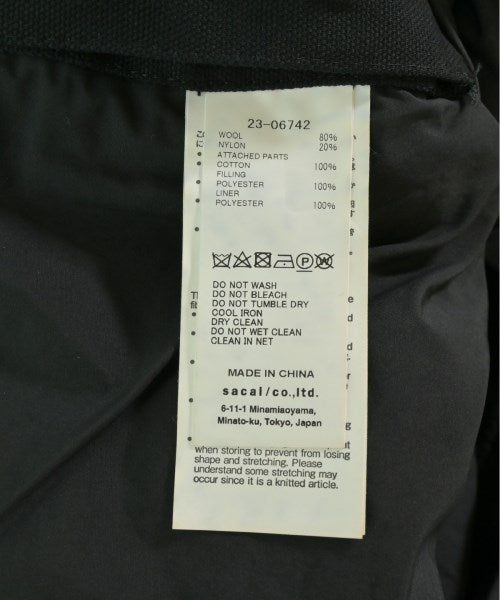 23-06742
WOOL 80%
NYLON 20%
ATTACHED PARTS
COTTON 100%
FILLING
POLYESTER 100%
LINER
POLYESTER 100%
DO NOT WASH
DO NOT BLEACH
DO NOT TUMBLE DRY
COOL IRON
DRY CLEAN
DO NOT WET CLEAN
CLEAN IN NET
MADE IN CHINA
sacai/co.,ltd.
6-11-1 Minamiaoyama,
Minato-ku, Tokyo, Japan
when storing to prevent from losing
shape and stretching. Please
understand some stretching may
occur since it is a knitted article.